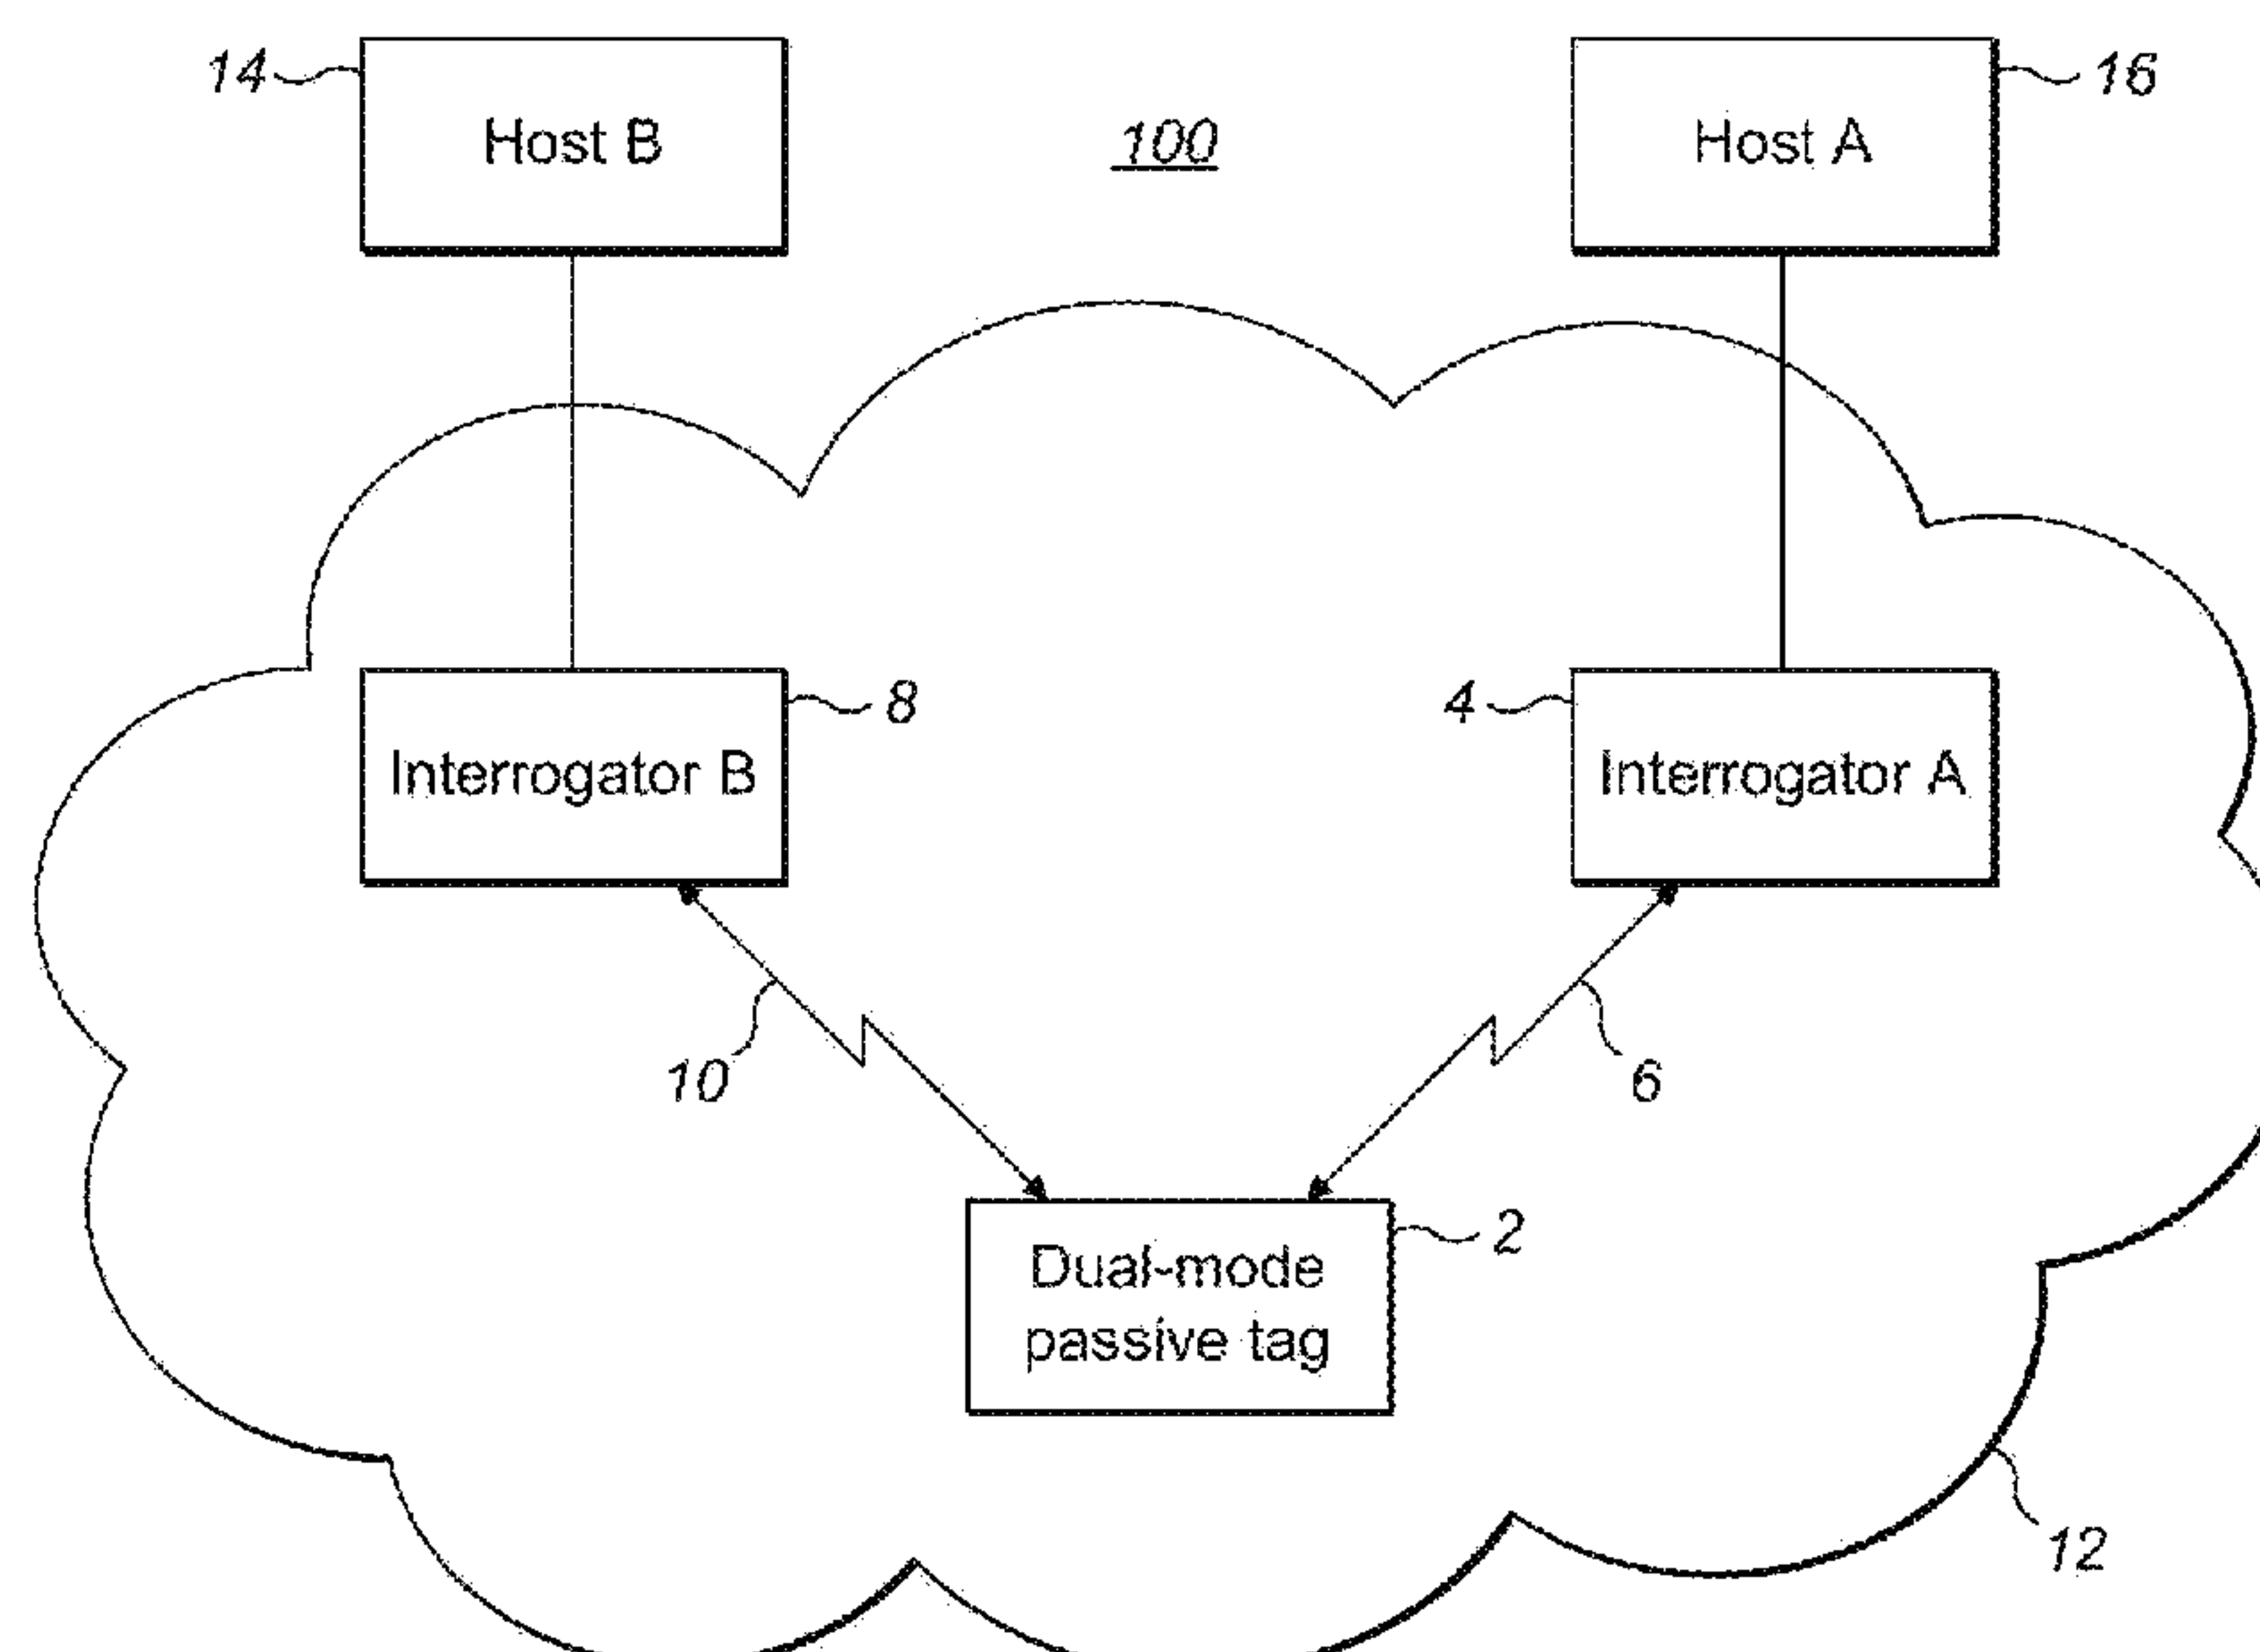 14
Host B
100
Host A
16
Interrogator B
8
4
Interrogator A
10
6
Dual-mode
passive tag
2
12